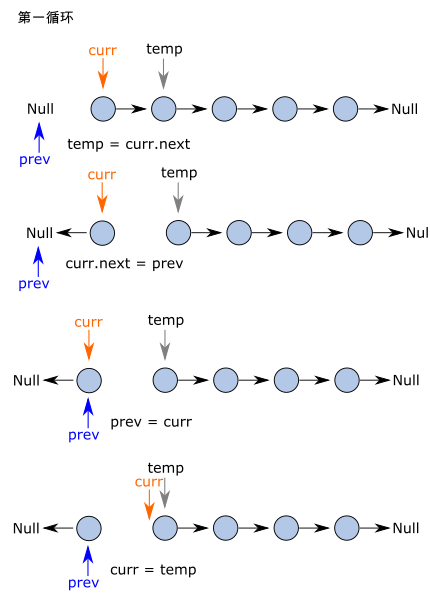 第一循环
curr temp
Null Null
prev
temp = curr.next
curr temp
Null Nul
curr.next = prev
prev
curr temp
Null Null
prev = curr
prev
temp
curr
Null Null
curr = temp
prev